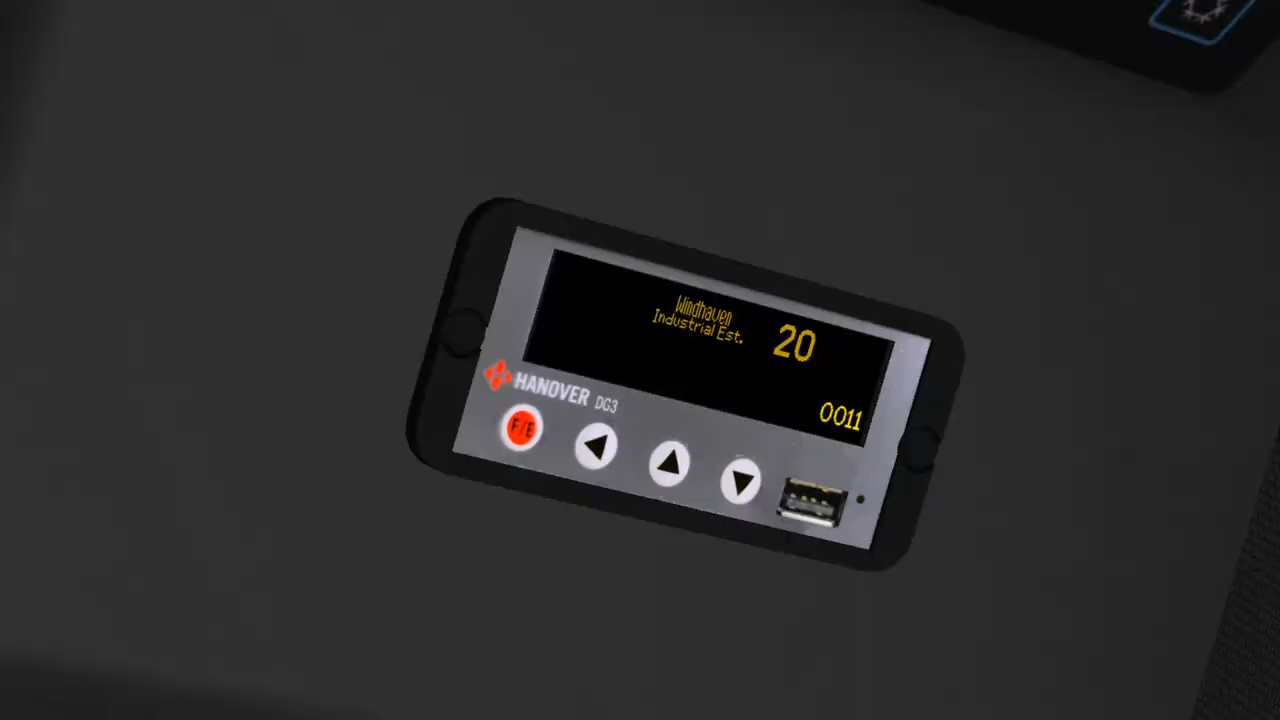 Windhaven
Industrial Est.
20
0011
HANOVER DG3
F/E